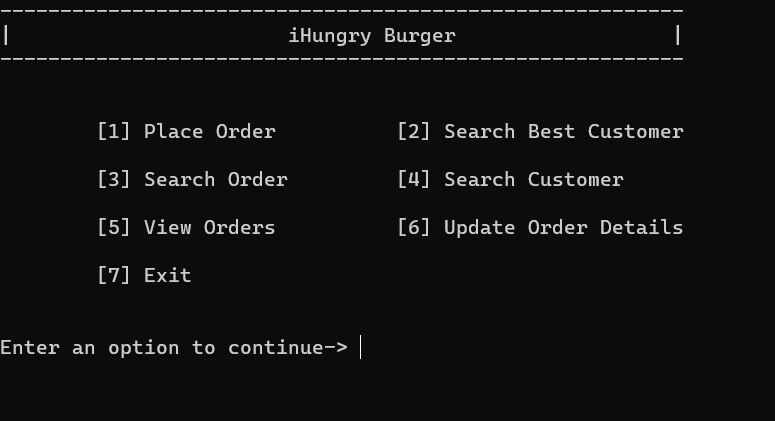 ---------------------------------------------------------
|                       iHungry Burger                  |
---------------------------------------------------------
[1] Place Order          [2] Search Best Customer
[3] Search Order         [4] Search Customer
[5] View Orders          [6] Update Order Details
[7] Exit
Enter an option to continue->